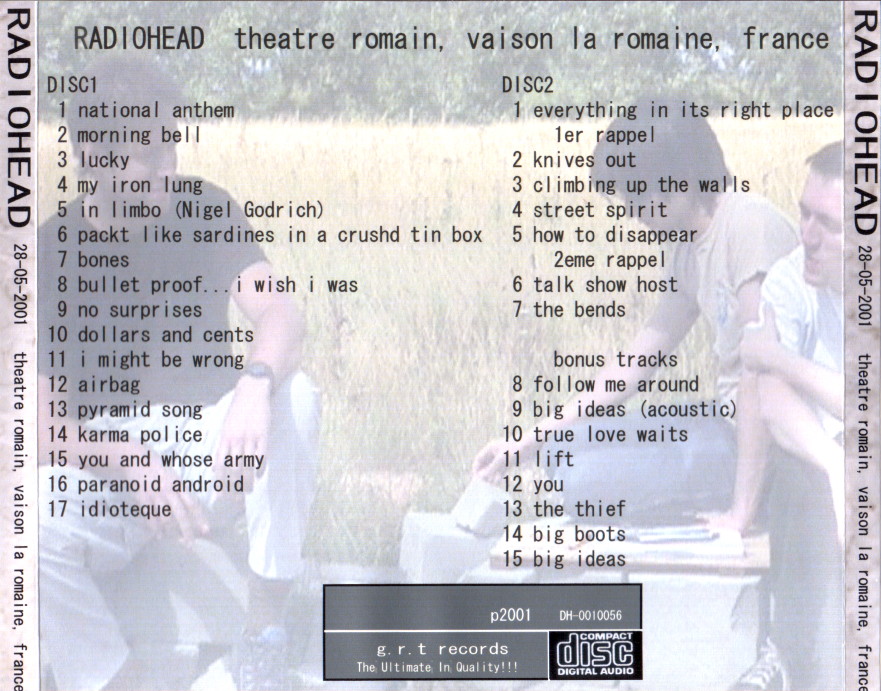 RADIOHEAD theatre romain, vaison la romaine, france
DISC1
1 national anthem
2 morning bell
3 lucky
4 my iron lung
5 in limbo (Nigel Godrich)
6 packt like sardines in a crushd tin box
7 bones
8 bullet proof...i wish i was
9 no surprises
10 dollars and cents
11 i might be wrong
12 airbag
13 pyramid song
14 karma police
15 you and whose army
16 paranoid android
17 idioteque
DISC2
1 everything in its right place
1er rappel
2 knives out
3 climbing up the walls
4 street spirit
5 how to disappear
2eme rappel
6 talk show host
7 the bends
bonus tracks
8 follow me around
9 big ideas (acoustic)
10 true love waits
11 lift
12 you
13 the thief
14 big boots
15 big ideas
p2001 DH-0010056
g.r.t records
The Ultimate In Quality!!!
COMPACT
disc
DIGITAL AUDIO
RADIOHEAD 28-05-2001 theatre romain, vaison la romaine, france
RADIOHEAD 28-05-2001 theatre romain, vaison la romaine, france